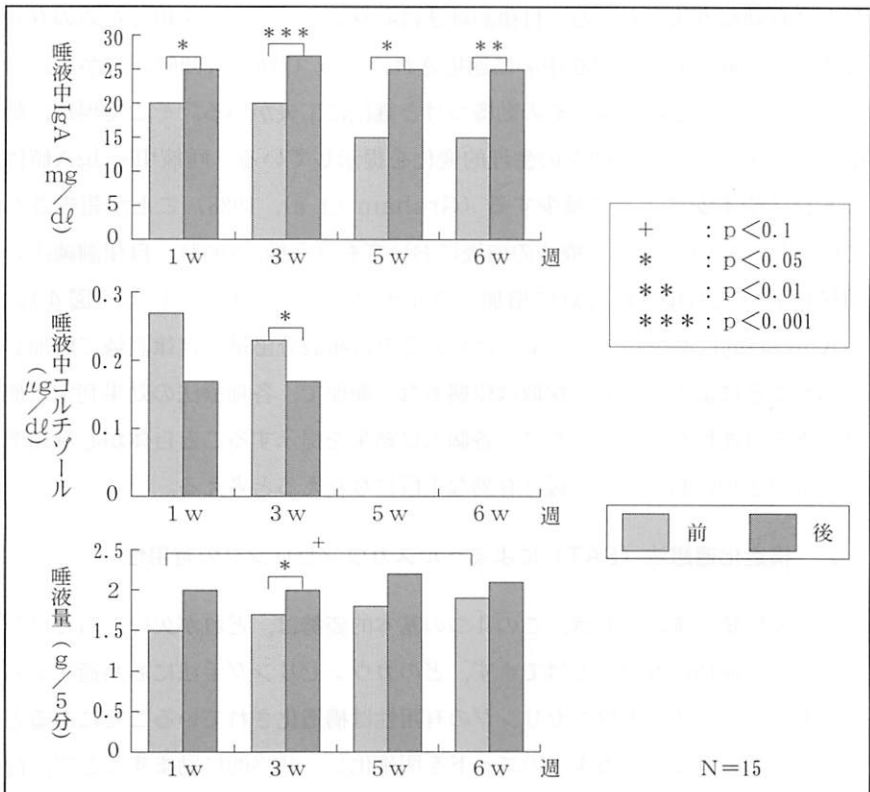 唾液中IgA（mg／dℓ）
30
25
20
15
10
5
0
* *** * **
1w 3w 5w 6w 週
+ : p<0.1
* : p<0.05
** : p<0.01
*** : p<0.001
唾液中コルチゾール（μg／dℓ）
0.3
0.2
0.1
0
*
1w 3w 5w 6w 週
前 後
唾液量（g／5分）
2.5
2
1.5
1
0.5
0
+
*
1w 3w 5w 6w 週
N=15